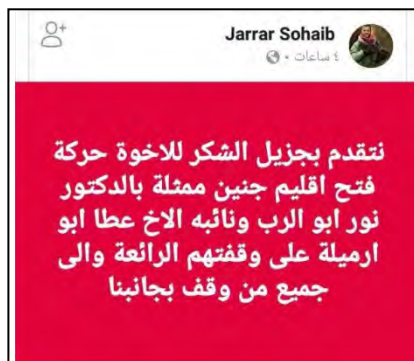 Jarrar Sohaib
٤ ساعات ·
نتقدم بجزيل الشكر للاخوة حركة
فتح اقليم جنين ممثلة بالدكتور
نور ابو الرب ونائبه الاخ عطا ابو
ارميلة على وقفتهم الرائعة والى
جميع من وقف بجانبنا